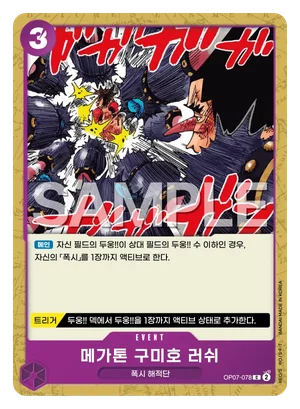 3
SAMPLE
메인 자신 필드의 두웅!!이 상대 필드의 두웅!! 수 이하인 경우,
자신의 「폭시」를 1장까지 액티브로 한다.
트리거 두웅!! 덱에서 두웅!!을 1장까지 액티브 상태로 추가한다.
EVENT
메가톤 구미호 러쉬
폭시 해적단
OP07-078 R 2